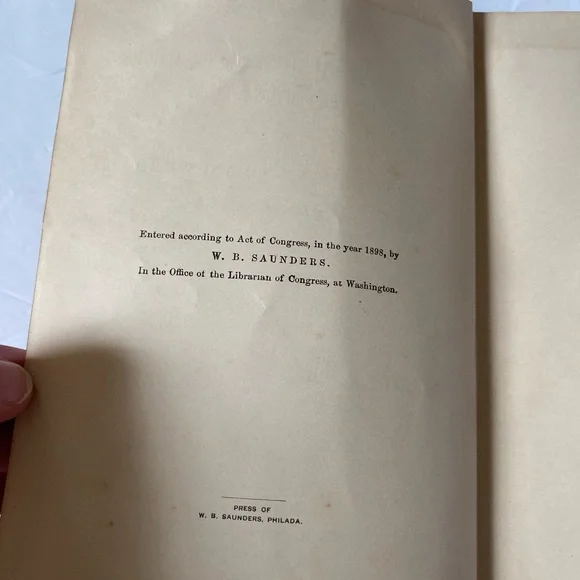 Entered according to Act of Congress, in the year 1898, by
W. B. SAUNDERS.
In the Office of the Librarian of Congress, at Washington.
PRESS OF
W. B. SAUNDERS, PHILADA.